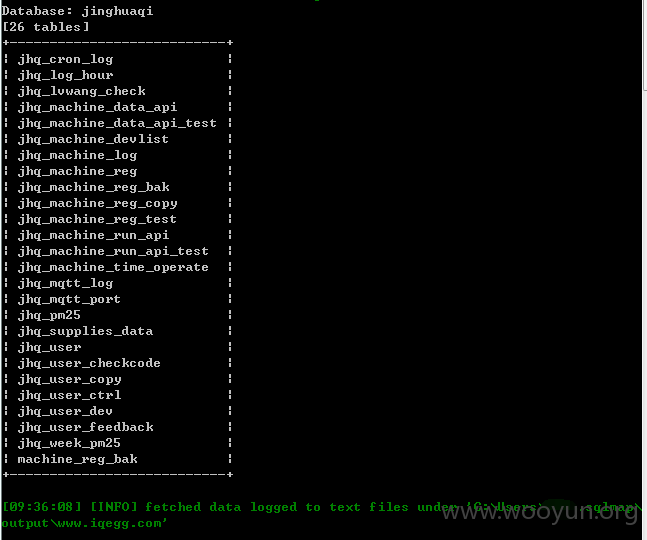 Database: jinghuaqi
[26 tables]
+---------------------------+
| jhq_cron_log |
| jhq_log_hour |
| jhq_lvwang_check |
| jhq_machine_data_api |
| jhq_machine_data_api_test |
| jhq_machine_devlist |
| jhq_machine_log |
| jhq_machine_reg |
| jhq_machine_reg_bak |
| jhq_machine_reg_copy |
| jhq_machine_reg_test |
| jhq_machine_run_api |
| jhq_machine_run_api_test |
| jhq_machine_time_operate |
| jhq_mqtt_log |
| jhq_mqtt_port |
| jhq_pm25 |
| jhq_supplies_data |
| jhq_user |
| jhq_user_checkcode |
| jhq_user_copy |
| jhq_user_ctrl |
| jhq_user_dev |
| jhq_user_feedback |
| jhq_week_pm25 |
| machine_reg_bak |
+---------------------------+
[09:36:08] [INFO] fetched data logged to text files under 'C:\Users\ .sqlmap\
output\www.iqegg.com'
www.wooyun.org